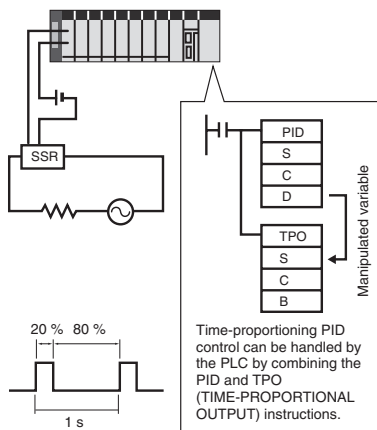 SSR
20 % 80 %
1 s
PID
S
C
D
TPO
S
C
B
Manipulated variable
Time-proportioning PID
control can be handled by
the PLC by combining the
PID and TPO
(TIME-PROPORTIONAL
OUTPUT) instructions.